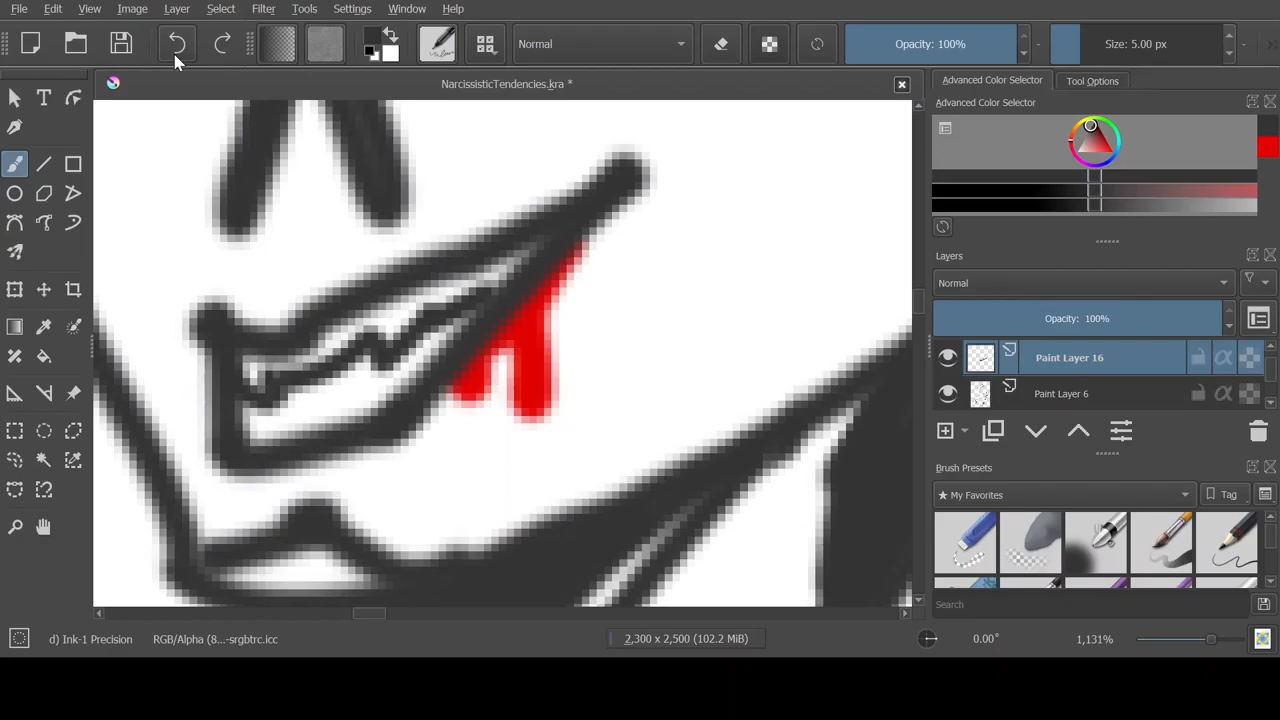 File Edit View Image Layer Select Filter Tools Settings Window Help
Normal
Opacity: 100%
Size: 5.00 px
NarcissisticTendencies.kra *
Advanced Color Selector
Tool Options
Advanced Color Selector
Layers
Normal
Opacity: 100%
Paint Layer 16
Paint Layer 6
Brush Presets
★ My Favorites
Tag
Search
d) Ink-1 Precision
RGB/Alpha (8...-srgbtrc.icc
2,300 x 2,500 (102.2 MiB)
0.00°
1,131%